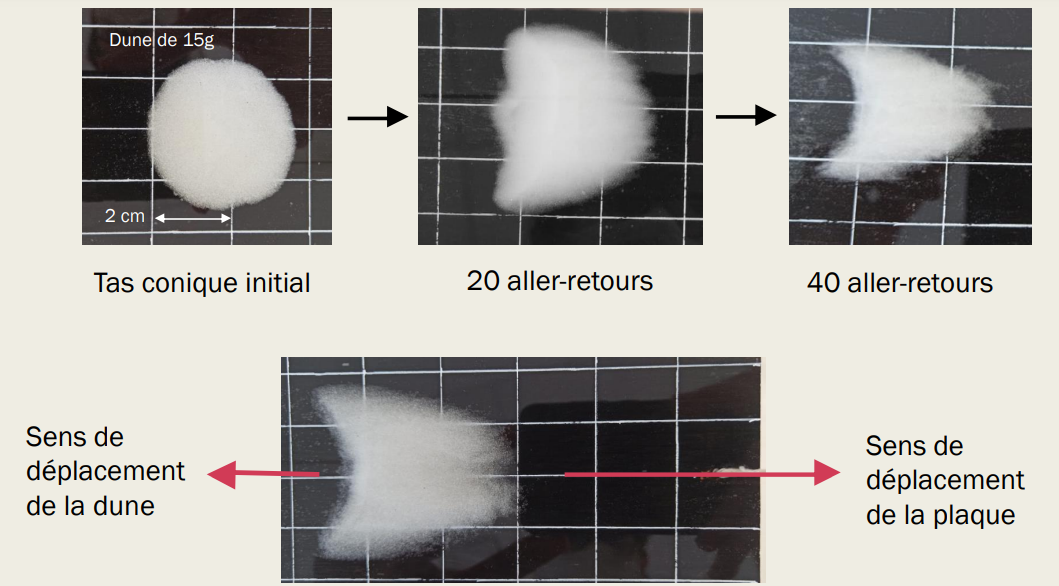 Dune de 15g
2 cm
Tas conique initial
20 aller-retours
40 aller-retours
Sens de
déplacement
de la dune
Sens de
déplacement
de la plaque